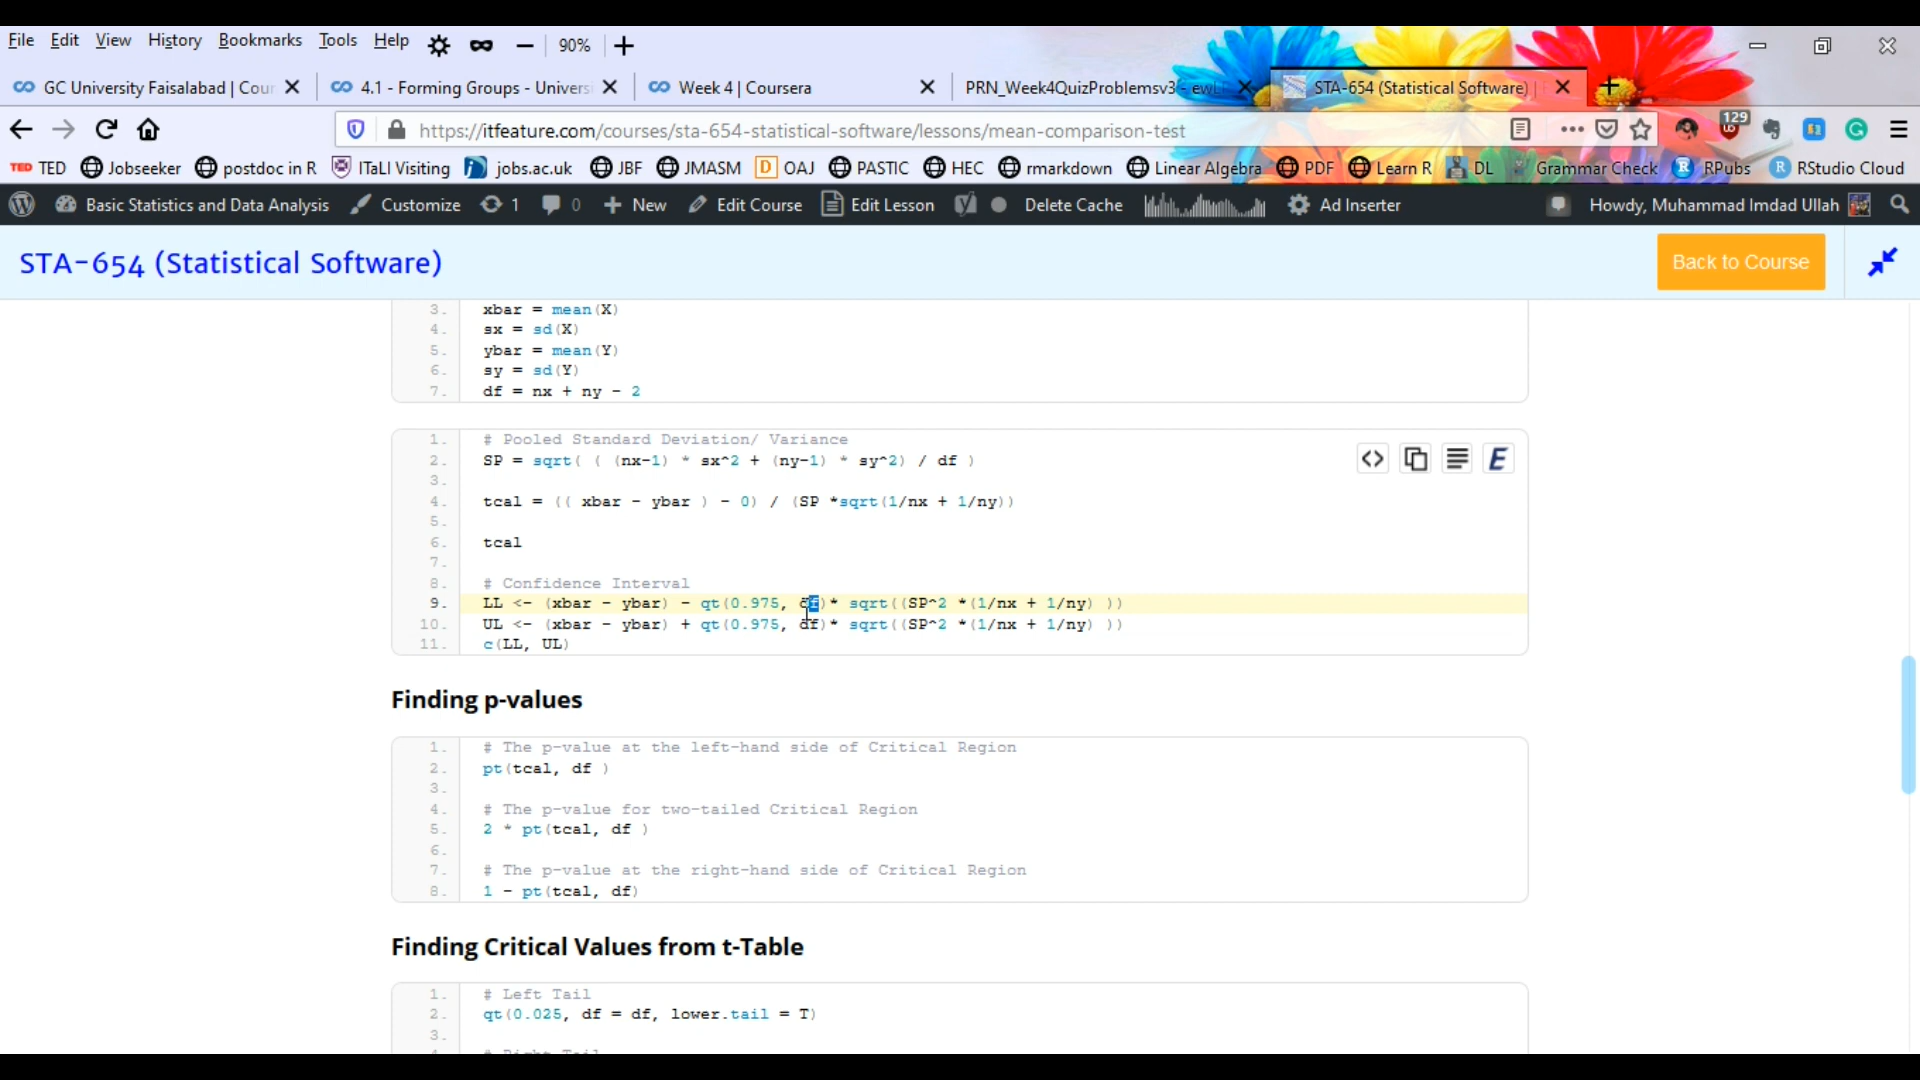 File Edit View History Bookmarks Tools Help 90%
GC University Faisalabad | Cour 4.1 - Forming Groups - Univers Week 4 | Coursera PRN_Week4QuizProblemsv3 - ewL STA-654 (Statistical Software) |
https://itfeature.com/courses/sta-654-statistical-software/lessons/mean-comparison-test 129
TED TED Jobseeker postdoc in R ITaLI Visiting jobs.ac.uk JBF JMASM D OAJ PASTIC HEC rmarkdown Linear Algebra PDF Learn R DL Grammar Check R RPubs R RStudio Cloud
Basic Statistics and Data Analysis Customize 1 0 New Edit Course Edit Lesson Delete Cache Ad Inserter Howdy, Muhammad Imdad Ullah
STA-654 (Statistical Software) Back to Course
3. xbar = mean(X)
4. sx = sd(X)
5. ybar = mean(Y)
6. sy = sd(Y)
7. df = nx + ny - 2
1. # Pooled Standard Deviation/ Variance
2. SP = sqrt( ( (nx-1) * sx^2 + (ny-1) * sy^2) / df )
3.
4. tcal = (( xbar - ybar ) - 0) / (SP *sqrt(1/nx + 1/ny))
5.
6. tcal
7.
8. # Confidence Interval
9. LL <- (xbar - ybar) - qt(0.975, df)* sqrt((SP^2 *(1/nx + 1/ny) ))
10. UL <- (xbar - ybar) + qt(0.975, df)* sqrt((SP^2 *(1/nx + 1/ny) ))
11. c(LL, UL)
Finding p-values
1. # The p-value at the left-hand side of Critical Region
2. pt(tcal, df )
3.
4. # The p-value for two-tailed Critical Region
5. 2 * pt(tcal, df )
6.
7. # The p-value at the right-hand side of Critical Region
8. 1 - pt(tcal, df)
Finding Critical Values from t-Table
1. # Left Tail
2. qt(0.025, df = df, lower.tail = T)
3.